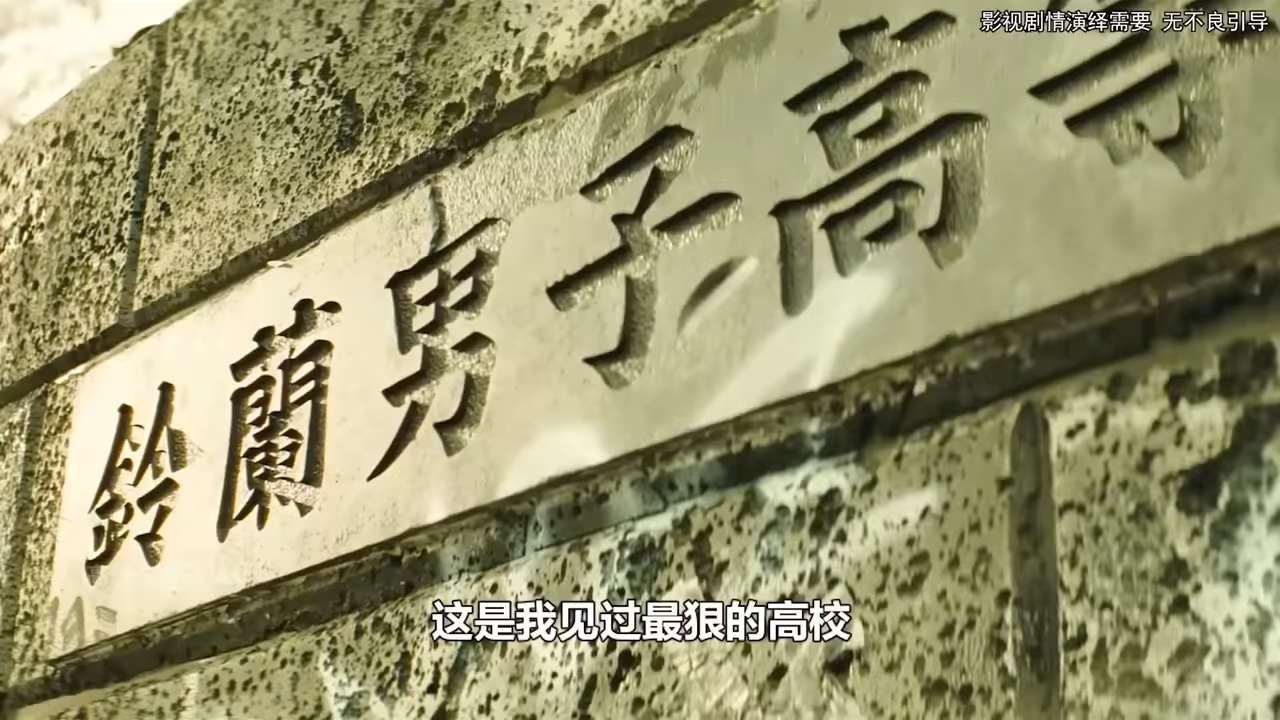 影视剧情演绎需要 无不良引导
鈴蘭男子高
这是我见过最狠的高校